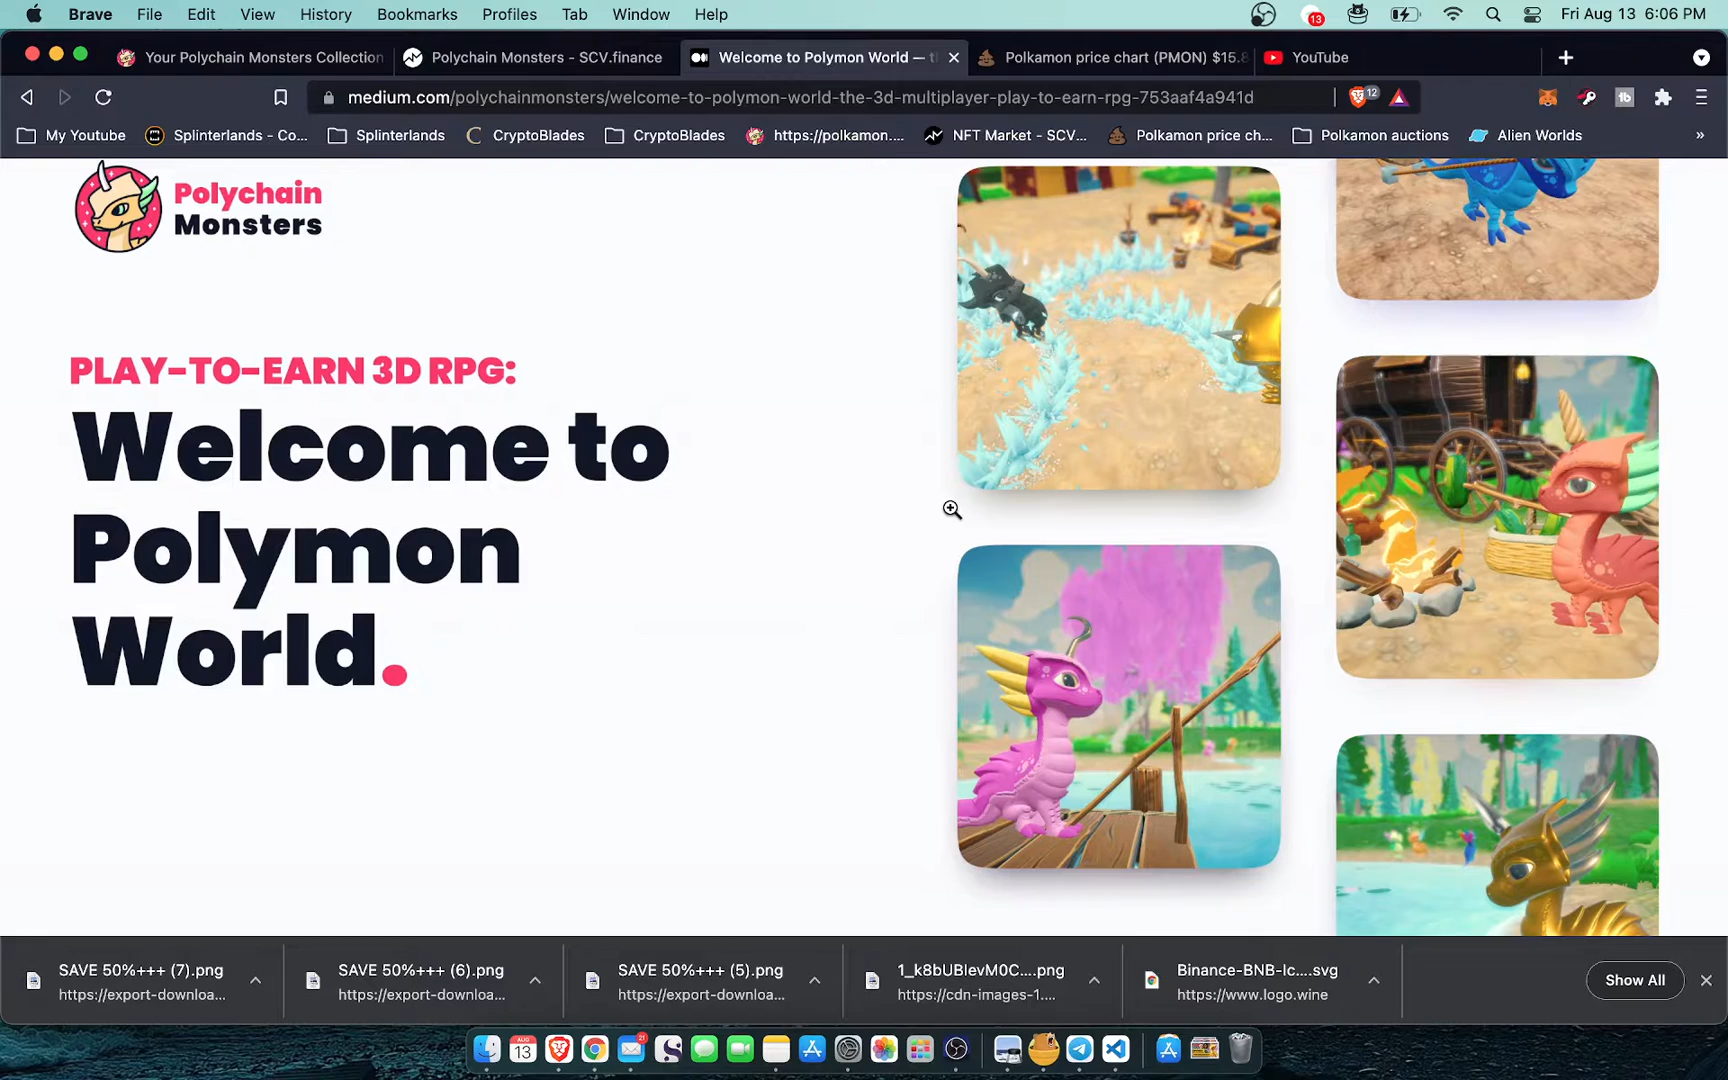 Brave File Edit View History Bookmarks Profiles Tab Window Help 13 Fri Aug 13 6:06 PM
Your Polychain Monsters Collection Polychain Monsters - SCV.finance Welcome to Polymon World — Polkamon price chart (PMON) $15. YouTube
medium.com/polychainmonsters/welcome-to-polymon-world-the-3d-multiplayer-play-to-earn-rpg-753aaf4a941d 12
My Youtube Splinterlands - Co... Splinterlands CryptoBlades CryptoBlades https://polkamon.... NFT Market - SCV... Polkamon price ch... Polkamon auctions Alien Worlds »
Polychain
Monsters
PLAY-TO-EARN 3D RPG:
Welcome to
Polymon
World.
SAVE 50%+++ (7).png SAVE 50%+++ (6).png SAVE 50%+++ (5).png 1_k8bUBlevM0C....png Binance-BNB-Ic....svg Show All
https://export-downloa... https://export-downloa... https://export-downloa... https://cdn-images-1.... https://www.logo.wine
AUG 13 21